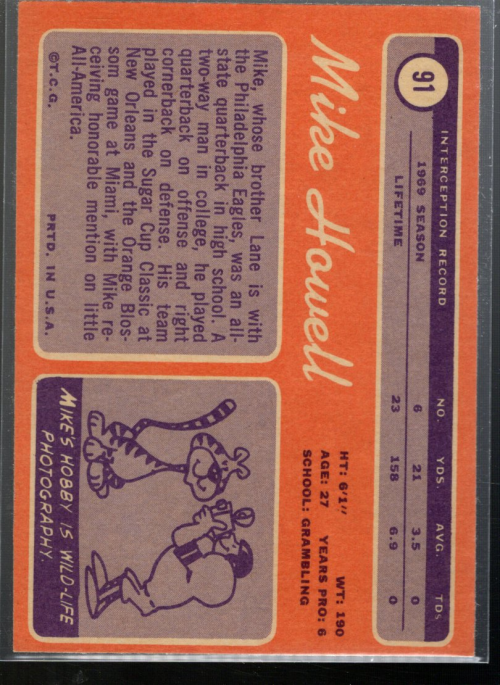 91
INTERCEPTION RECORD NO. YDS. AVG. TDS
1969 SEASON 6 21 3.5 0
LIFETIME 23 158 6.9 0
Mike Howell
HT: 6'1" WT: 190
AGE: 27 YEARS PRO: 6
SCHOOL: GRAMBLING
Mike, whose brother Lane is with
the Philadelphia Eagles, was an all-
state quarterback in high school. A
two-way man in college, he played
quarterback on offense and right
cornerback on defense. His team
played in the Sugar Cup Classic at
New Orleans and the Orange Blos-
som game at Miami, with Mike re-
ceiving honorable mention on little
All-America.
©T.C.G. PRTD. IN U.S.A.
MIKE'S HOBBY IS WILD-LIFE
PHOTOGRAPHY.